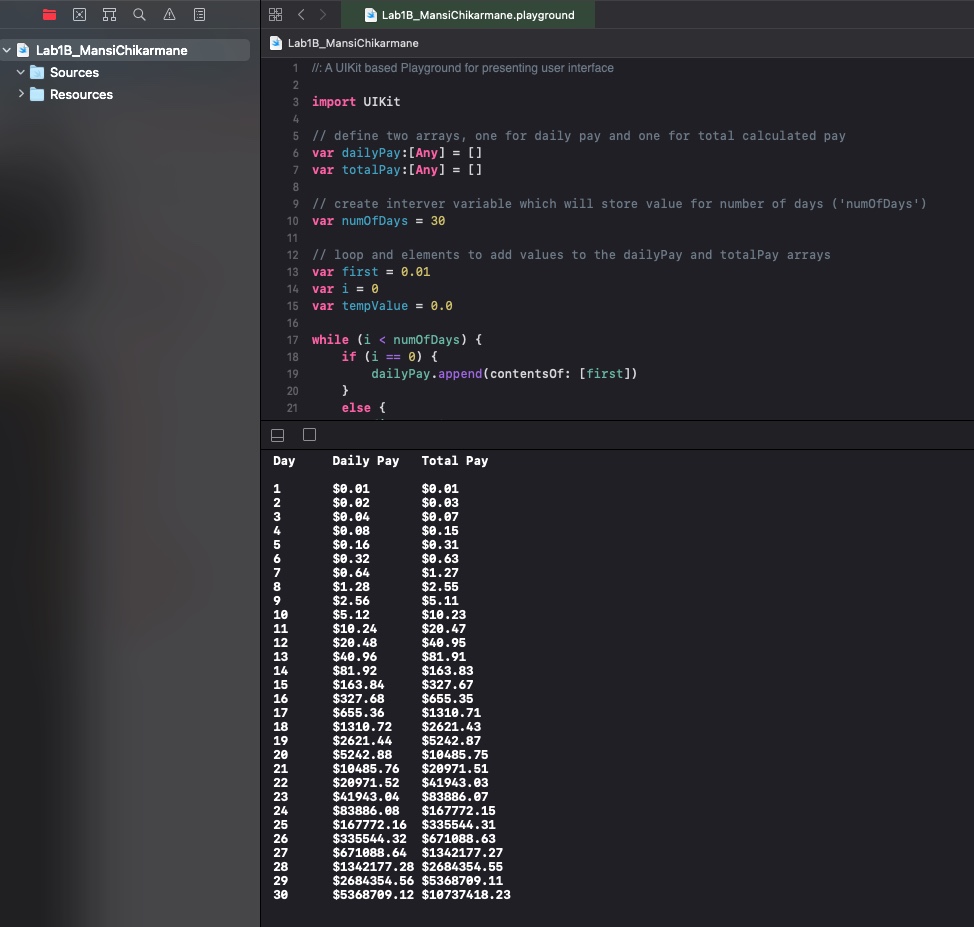 Lab1B_MansiChikarmane.playground
Lab1B_MansiChikarmane
Sources
Resources
Lab1B_MansiChikarmane
1 //: A UIKit based Playground for presenting user interface
2
3 import UIKit
4
5 // define two arrays, one for daily pay and one for total calculated pay
6 var dailyPay:[Any] = []
7 var totalPay:[Any] = []
8
9 // create interver variable which will store value for number of days ('numOfDays')
10 var numOfDays = 30
11
12 // loop and elements to add values to the dailyPay and totalPay arrays
13 var first = 0.01
14 var i = 0
15 var tempValue = 0.0
16
17 while (i < numOfDays) {
18 if (i == 0) {
19 dailyPay.append(contentsOf: [first])
20 }
21 else {
Day Daily Pay Total Pay
1 $0.01 $0.01
2 $0.02 $0.03
3 $0.04 $0.07
4 $0.08 $0.15
5 $0.16 $0.31
6 $0.32 $0.63
7 $0.64 $1.27
8 $1.28 $2.55
9 $2.56 $5.11
10 $5.12 $10.23
11 $10.24 $20.47
12 $20.48 $40.95
13 $40.96 $81.91
14 $81.92 $163.83
15 $163.84 $327.67
16 $327.68 $655.35
17 $655.36 $1310.71
18 $1310.72 $2621.43
19 $2621.44 $5242.87
20 $5242.88 $10485.75
21 $10485.76 $20971.51
22 $20971.52 $41943.03
23 $41943.04 $83886.07
24 $83886.08 $167772.15
25 $167772.16 $335544.31
26 $335544.32 $671088.63
27 $671088.64 $1342177.27
28 $1342177.28 $2684354.55
29 $2684354.56 $5368709.11
30 $5368709.12 $10737418.23